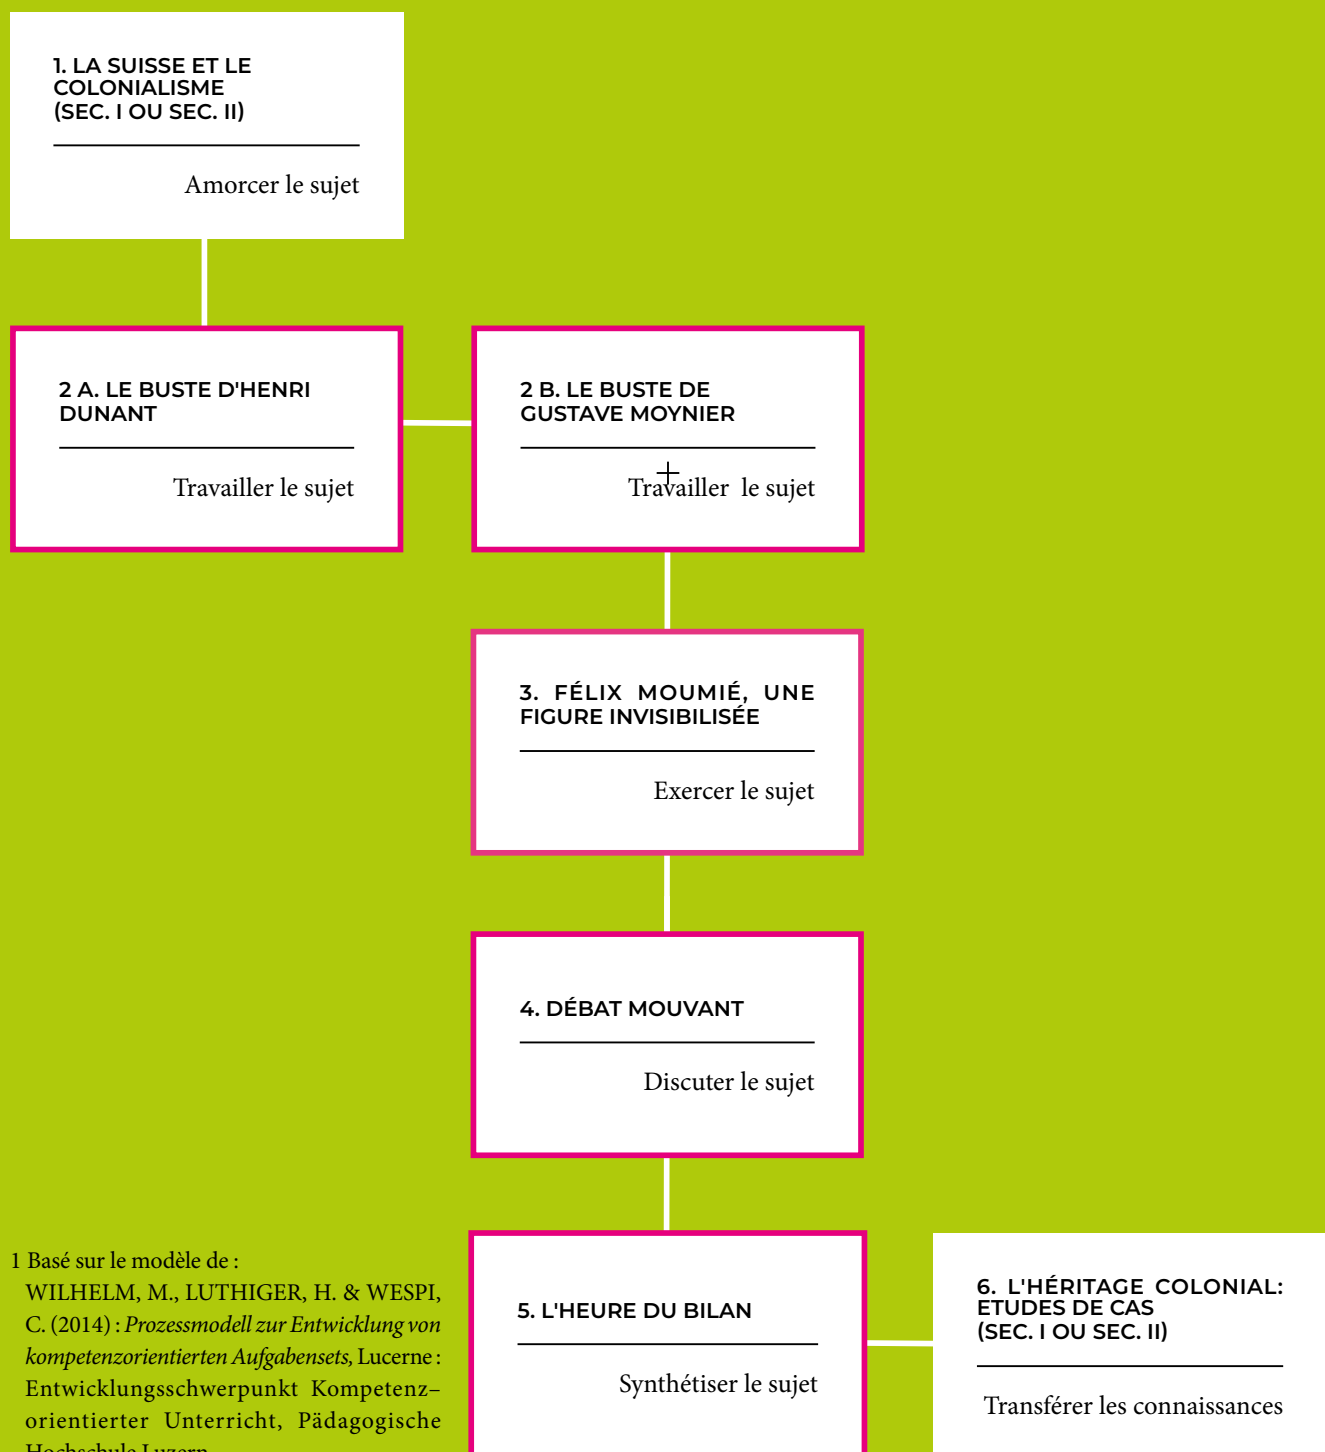 1. LA SUISSE ET LE
COLONIALISME
(SEC. I OU SEC. II)
Amorcer le sujet
2 A. LE BUSTE D'HENRI
DUNANT
Travailler le sujet
2 B. LE BUSTE DE
GUSTAVE MOYNIER
Travailler le sujet
3. FÉLIX MOUMIÉ, UNE
FIGURE INVISIBILISÉE
Exercer le sujet
4. DÉBAT MOUVANT
Discuter le sujet
5. L'HEURE DU BILAN
Synthétiser le sujet
6. L'HÉRITAGE COLONIAL:
ETUDES DE CAS
(SEC. I OU SEC. II)
Transférer les connaissances
1 Basé sur le modèle de :
WILHELM, M., LUTHIGER, H. & WESPI,
C. (2014) : Prozessmodell zur Entwicklung von
kompetenzorientierten Aufgabensets, Lucerne :
Entwicklungsschwerpunkt Kompetenz–
orientierter Unterricht, Pädagogische
Hochschule Luzern